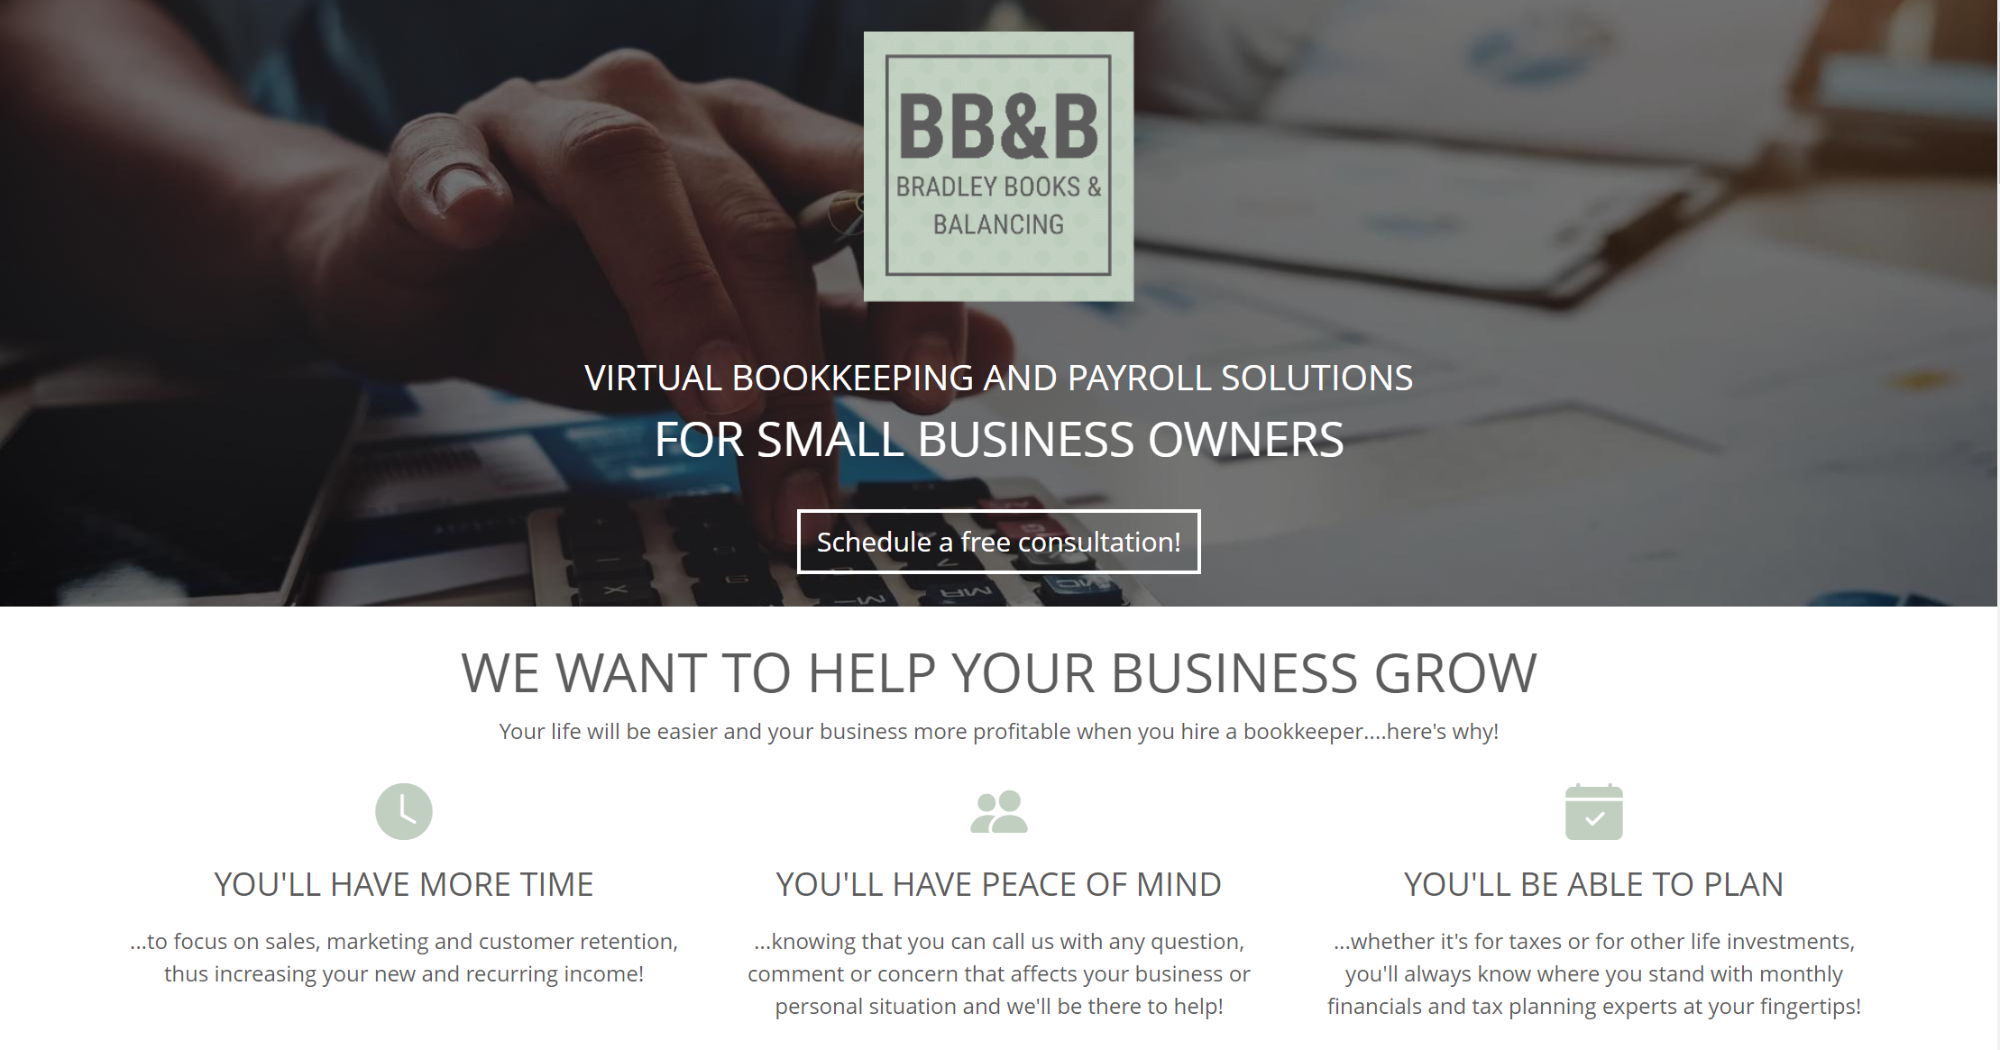 BB&B
BRADLEY BOOKS &
BALANCING
VIRTUAL BOOKKEEPING AND PAYROLL SOLUTIONS
FOR SMALL BUSINESS OWNERS
Schedule a free consultation!
WE WANT TO HELP YOUR BUSINESS GROW
Your life will be easier and your business more profitable when you hire a bookkeeper....here's why!
YOU'LL HAVE MORE TIME
...to focus on sales, marketing and customer retention,
thus increasing your new and recurring income!
YOU'LL HAVE PEACE OF MIND
...knowing that you can call us with any question,
comment or concern that affects your business or
personal situation and we'll be there to help!
YOU'LL BE ABLE TO PLAN
...whether it's for taxes or for other life investments,
you'll always know where you stand with monthly
financials and tax planning experts at your fingertips!